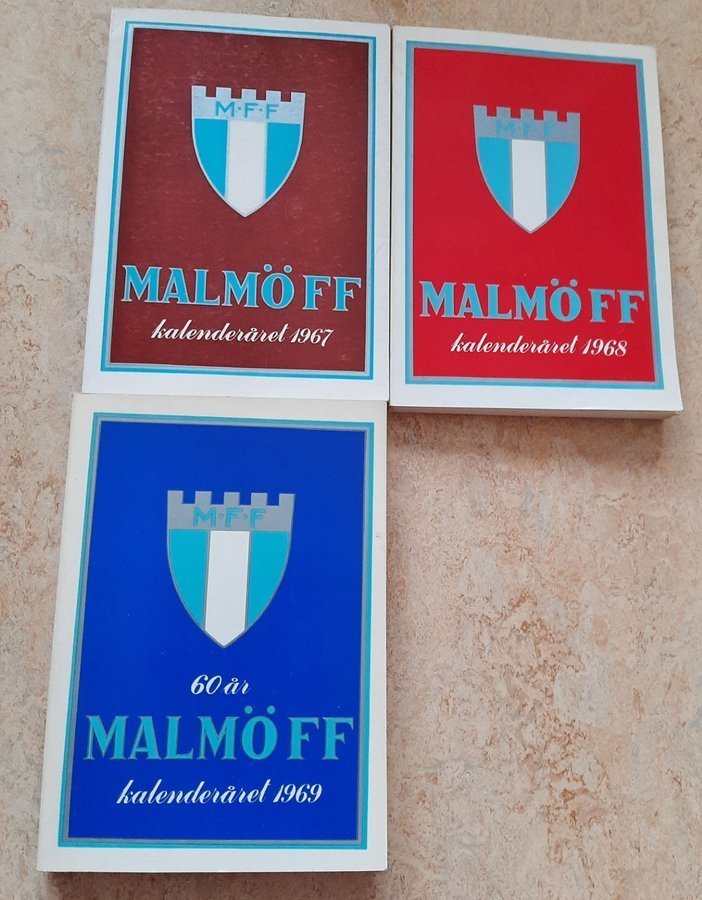 M·F·F
MALMÖ FF
kalenderåret 1967
M·F·F
MALMÖ FF
kalenderåret 1968
M·F·F
60 år
MALMÖ FF
kalenderåret 1969